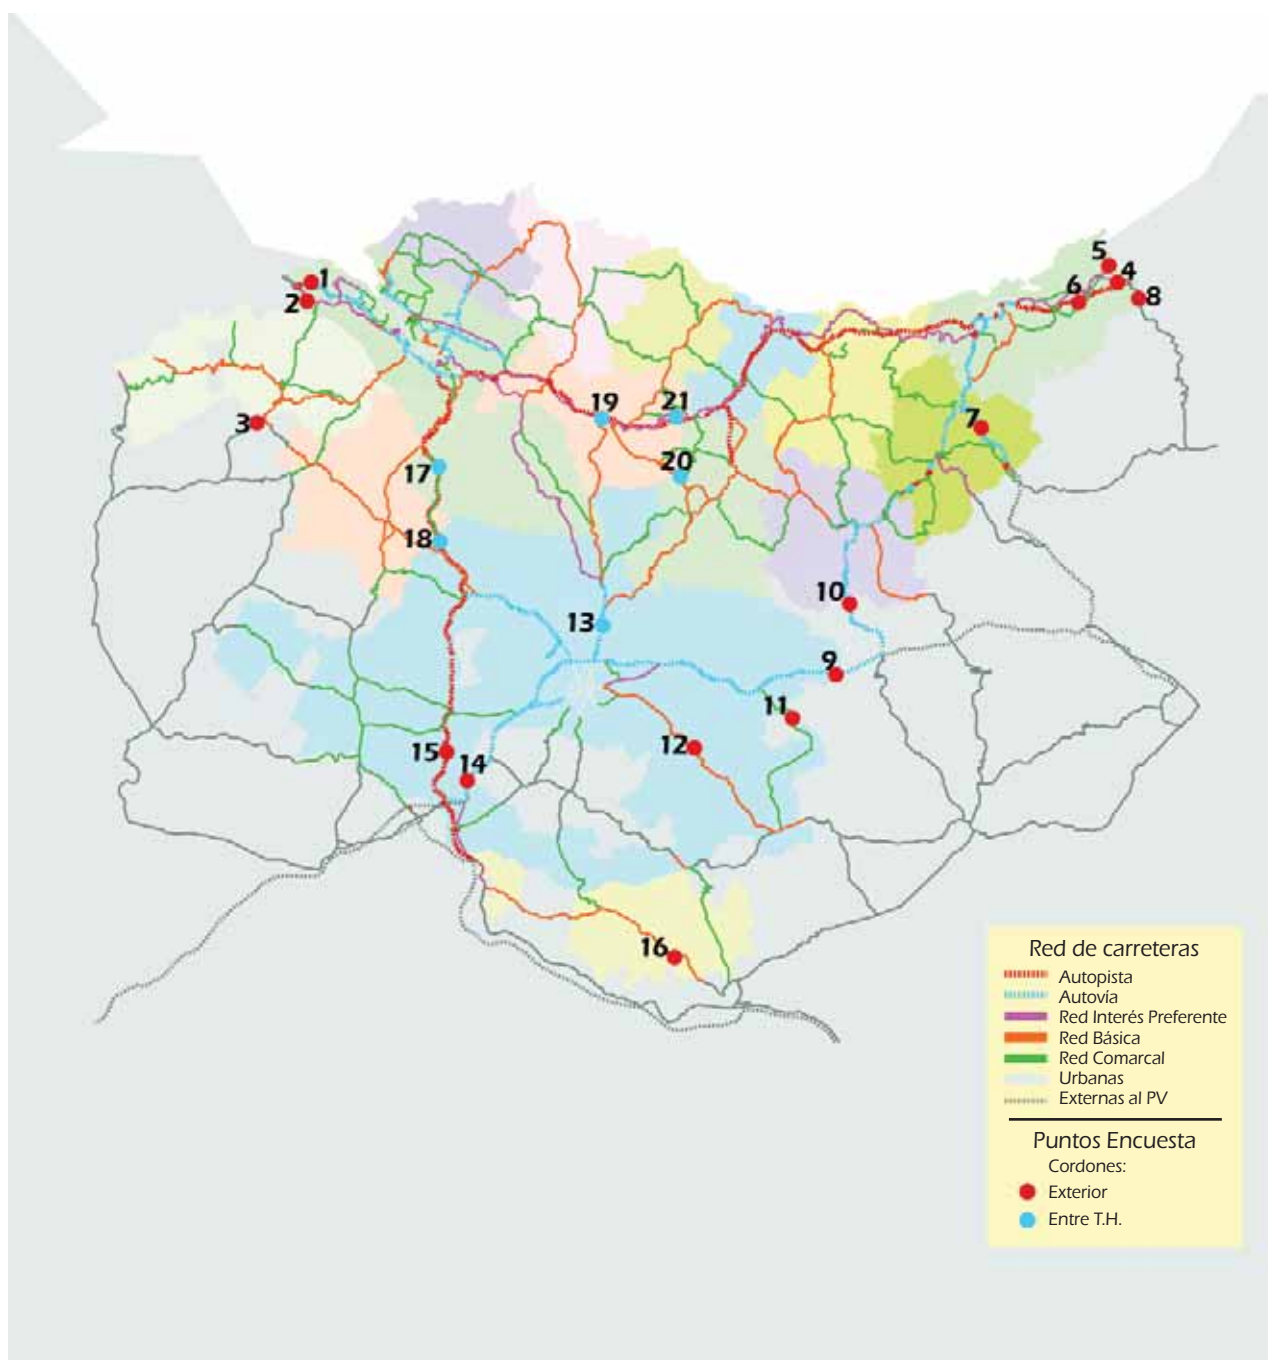 5
4
1
6
8
2
19
21
3
7
17
20
18
10
13
9
11
12
15
14
16
Red de carreteras
Autopista
Autovía
Red Interés Preferente
Red Básica
Red Comarcal
Urbanas
Externas al PV
Puntos Encuesta
Cordones:
Exterior
Entre T.H.